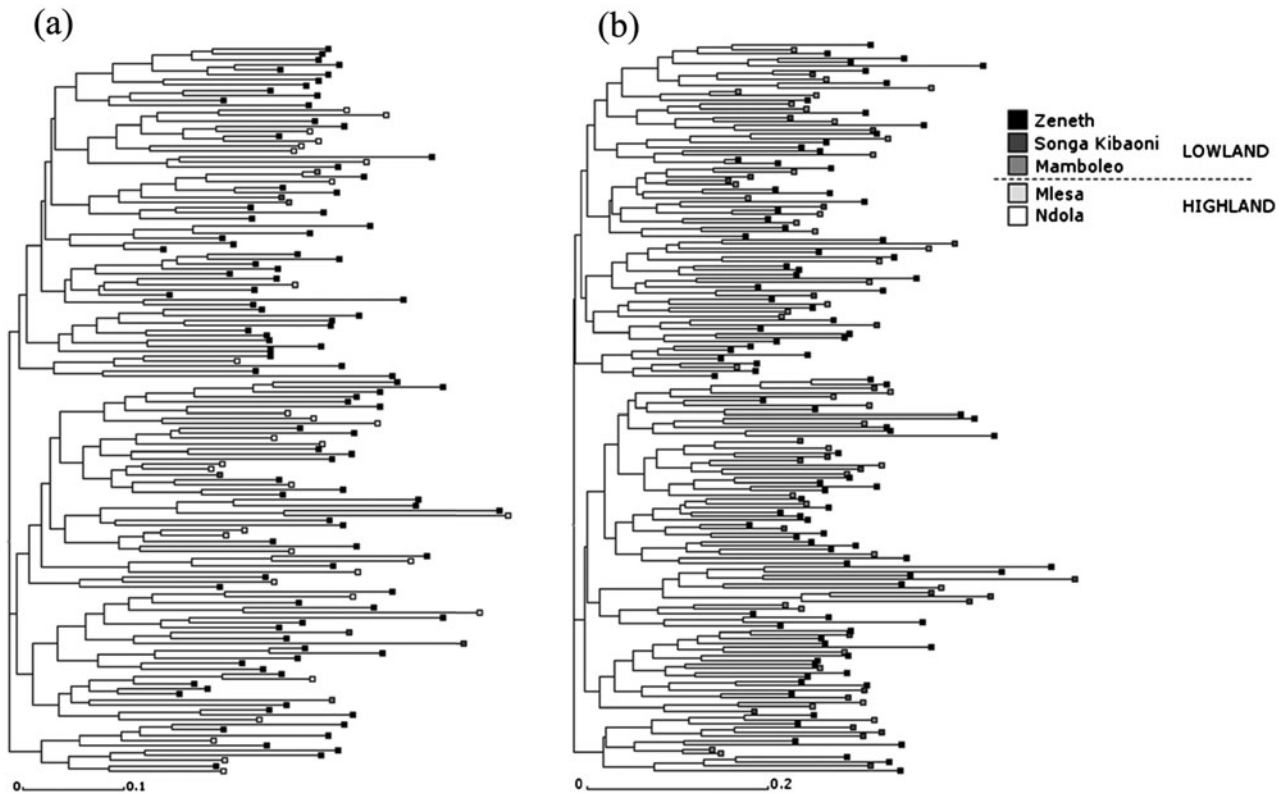 (a)
(b)
Zeneth
Songa Kibaoni
Mamboleo
LOWLAND
Mlesa
HIGHLAND
Ndola
0 0.1
0 0.2